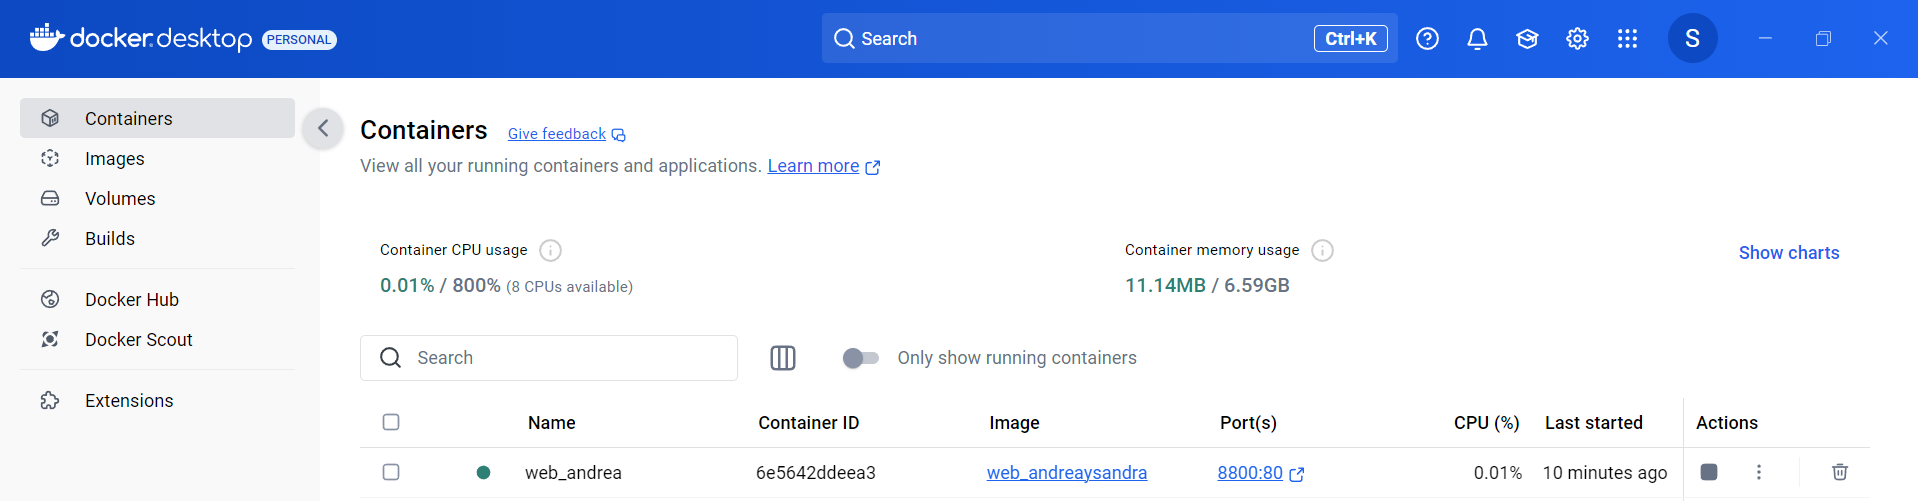 docker desktop PERSONAL
Search Ctrl+K S
Containers
Images
Volumes
Builds
Docker Hub
Docker Scout
Extensions
Containers Give feedback
View all your running containers and applications. Learn more
Container CPU usage
0.01% / 800% (8 CPUs available)
Container memory usage
11.14MB / 6.59GB
Show charts
Search
Only show running containers
Name Container ID Image Port(s) CPU (%) Last started Actions
web_andrea 6e5642ddeea3 web_andreaysandra 8800:80 0.01% 10 minutes ago